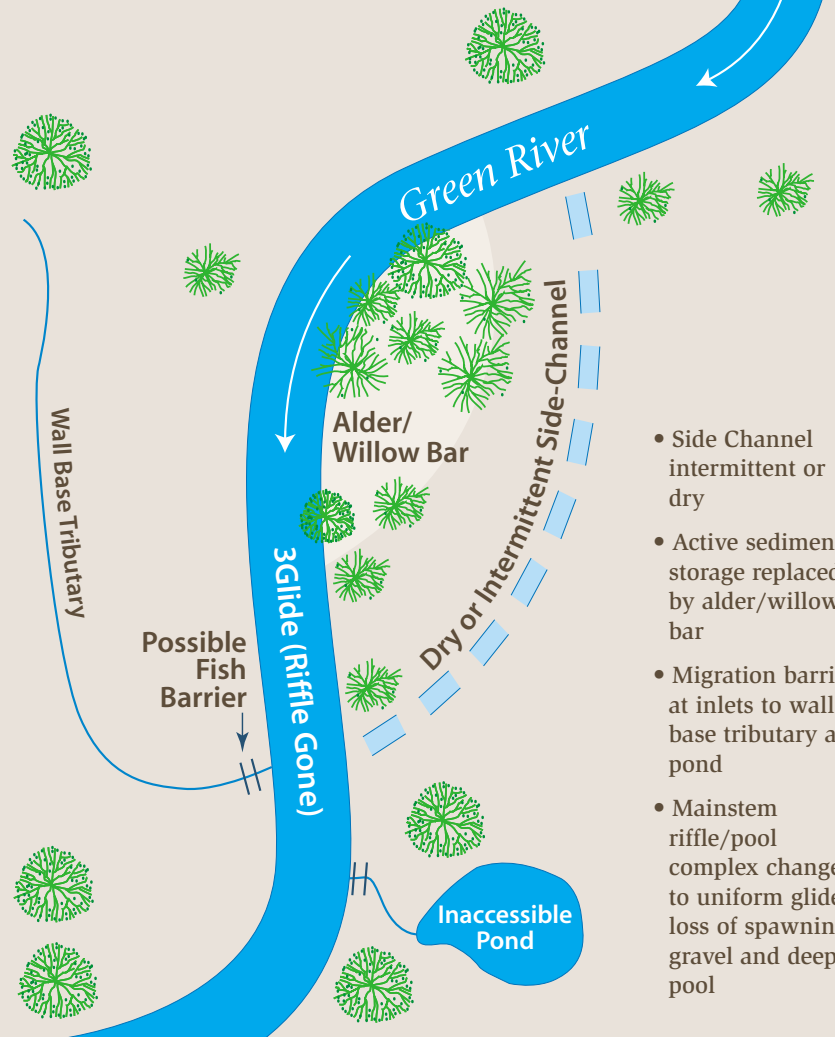 Green River
Wall Base Tributary
Alder/
Willow Bar
Dry or Intermittent Side-Channel
3Glide (Riffle Gone)
Possible
Fish
Barrier
Inaccessible
Pond
• Side Channel
intermittent or
dry
• Active sedimen
storage replaced
by alder/willow
bar
• Migration barri
at inlets to wall
base tributary a
pond
• Mainstem
riffle/pool
complex change
to uniform glide
loss of spawnin
gravel and deep
pool